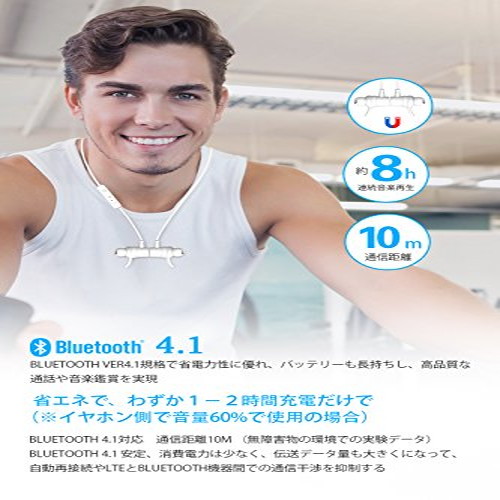 約8h
連続音楽再生
10m
通信距離
Bluetooth® 4.1
BLUETOOTH VER4.1規格で省電力性に優れ、バッテリーも長持ちし、高品質な
通話や音楽鑑賞を実現
省エネで、わずか１－２時間充電だけで
（※イヤホン側で音量60%で使用の場合）
BLUETOOTH 4.1対応　通信距離10M （無障害物の環境での実験データ）
BLUETOOTH 4.1 安定、消費電力は少なく、伝送データ量も大きくになって、
自動再接続やLTEとBLUETOOTH機器間での通信干渉を抑制する